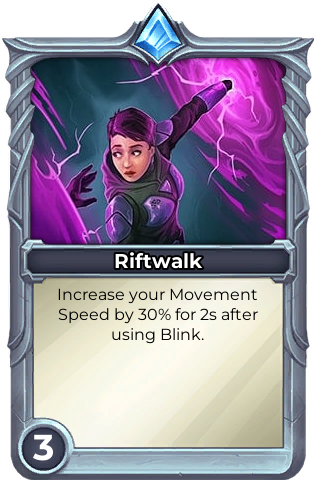 Riftwalk
Increase your Movement
Speed by 30% for 2s after
using Blink.
3